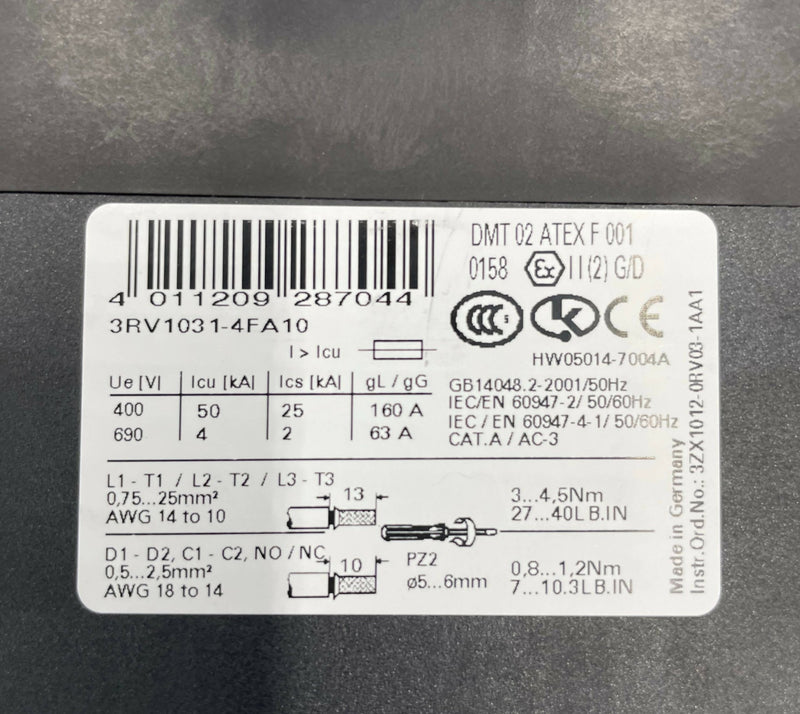 4 011209 287044
3RV1031-4FA10
DMT 02 ATEX F 001
0158 Ex II(2) G/D
CCC K CE
HW05014-7004A
I > Icu
Ue [V] Icu [kA] Ics [kA] gL / gG
400 50 25 160 A
690 4 2 63 A
GB14048.2-2001/50Hz
IEC/EN 60947-2/ 50/60Hz
IEC / EN 60947-4-1/ 50/60Hz
CAT.A / AC-3
L1 - T1 / L2 - T2 / L3 - T3
0,75...25mm²
AWG 14 to 10
13
3...4,5Nm
27...40LB.IN
D1 - D2, C1 - C2, NO / NC
0,5...2,5mm²
AWG 18 to 14
10
PZ2
ø5...6mm
0,8...1,2Nm
7...10.3LB.IN
Made in Germany
Instr.Ord.No.: 3ZX1012-0RV03-1AA1